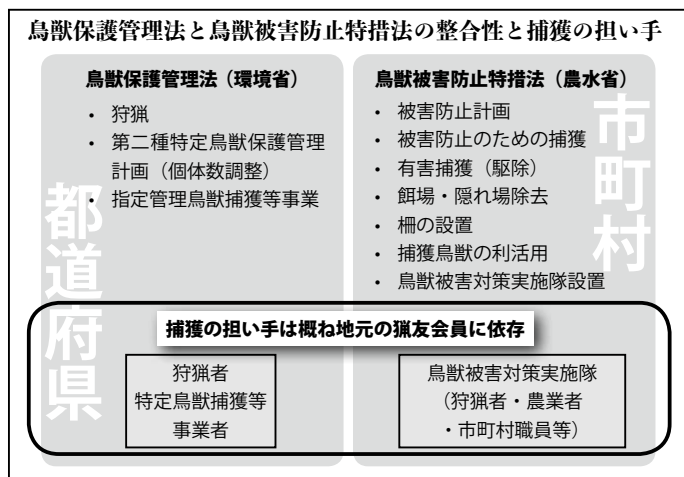 鳥獣保護管理法と鳥獣被害防止特措法の整合性と捕獲の担い手
都道府県
鳥獣保護管理法（環境省）
• 狩猟
• 第二種特定鳥獣保護管理
計画（個体数調整）
• 指定管理鳥獣捕獲等事業
市町村
鳥獣被害防止特措法（農水省）
• 被害防止計画
• 被害防止のための捕獲
• 有害捕獲（駆除）
• 餌場・隠れ場除去
• 柵の設置
• 捕獲鳥獣の利活用
• 鳥獣被害対策実施隊設置
捕獲の担い手は概ね地元の猟友会員に依存
狩猟者
特定鳥獣捕獲等
事業者
鳥獣被害対策実施隊
（狩猟者・農業者
・市町村職員等）